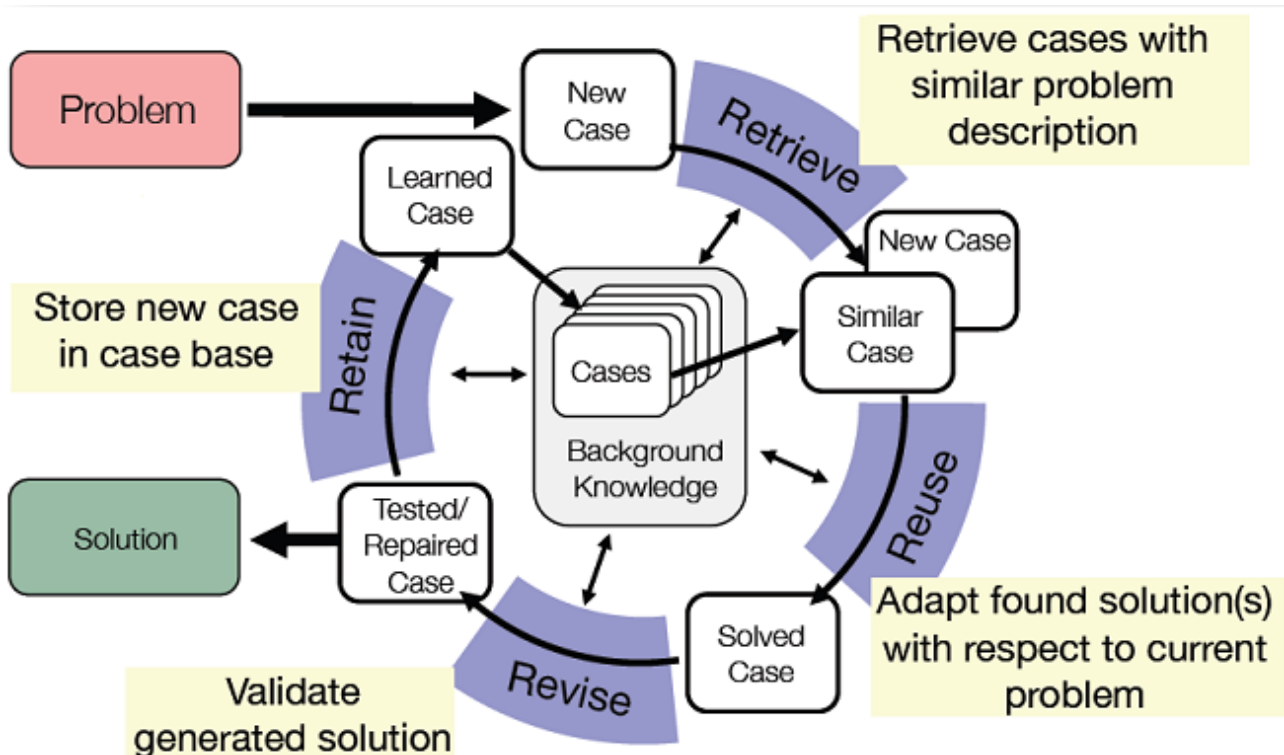 Problem
New
Case
Retrieve
Retrieve cases with
similar problem
description
Learned
Case
New Case
Similar
Case
Cases
Background
Knowledge
Store new case
in case base
Retain
Reuse
Solution
Tested/
Repaired
Case
Solved
Case
Adapt found solution(s)
with respect to current
problem
Revise
Validate
generated solution